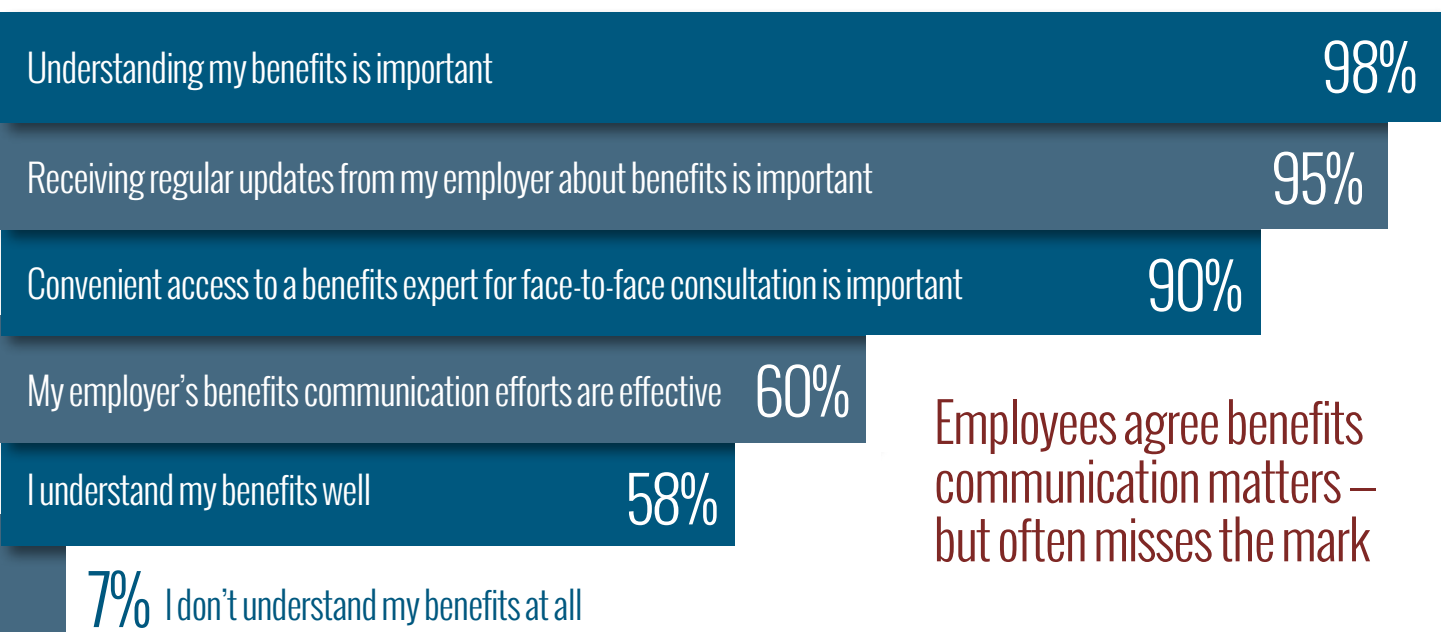 Understanding my benefits is important 98%
Receiving regular updates from my employer about benefits is important 95%
Convenient access to a benefits expert for face-to-face consultation is important 90%
My employer’s benefits communication efforts are effective 60%
I understand my benefits well 58%
7% I don’t understand my benefits at all
Employees agree benefits
communication matters –
but often misses the mark